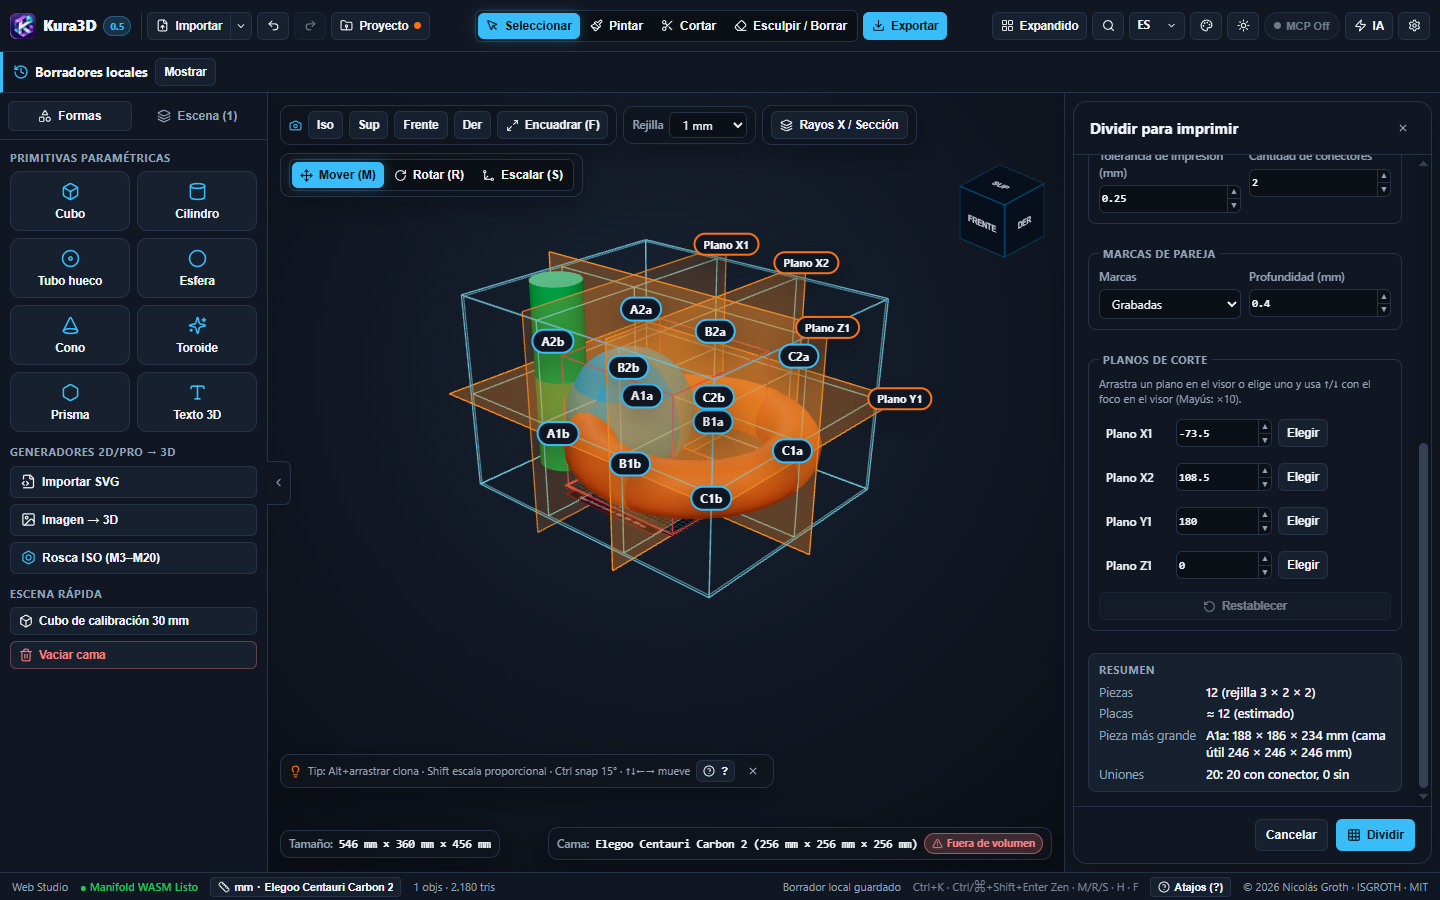 Kura3D 0.5 Importar Proyecto Seleccionar Pintar Cortar Esculpir / Borrar Exportar Expandido ES MCP Off IA
Borradores locales Mostrar
Formas Escena (1)
PRIMITIVAS PARAMÉTRICAS
Cubo Cilindro
Tubo hueco Esfera
Cono Toroide
Prisma Texto 3D
GENERADORES 2D/PRO → 3D
Importar SVG
Imagen → 3D
Rosca ISO (M3–M20)
ESCENA RÁPIDA
Cubo de calibración 30 mm
Vaciar cama
Iso Sup Frente Der Encuadrar (F) Rejilla 1 mm Rayos X / Sección
Mover (M) Rotar (R) Escalar (S)
SUP
FRENTE DER
Plano X1
Plano X2
A2a
Plano Z1
B2a
A2b
C2a
B2b
A1a
C2b
Plano Y1
B1a
A1b
C1a
B1b
C1b
Tip: Alt+arrastrar clona · Shift escala proporcional · Ctrl snap 15° · ↑↓←→ mueve ?
Tamaño: 546 mm x 360 mm x 456 mm
Cama: Elegoo Centauri Carbon 2 (256 mm x 256 mm x 256 mm) Fuera de volumen
Dividir para imprimir
Tolerancia de impresión (mm)
0.25
Cantidad de conectores
2
MARCAS DE PAREJA
Marcas Profundidad (mm)
Grabadas 0.4
PLANOS DE CORTE
Arrastra un plano en el visor o elige uno y usa ↑/↓ con el
foco en el visor (Mayús: ×10).
Plano X1 -73.5 Elegir
Plano X2 108.5 Elegir
Plano Y1 180 Elegir
Plano Z1 0 Elegir
Restablecer
RESUMEN
Piezas 12 (rejilla 3 × 2 × 2)
Placas ≈ 12 (estimado)
Pieza más grande A1a: 188 × 186 × 234 mm (cama
útil 246 × 246 × 246 mm)
Uniones 20: 20 con conector, 0 sin
Cancelar Dividir
Web Studio Manifold WASM Listo mm · Elegoo Centauri Carbon 2 1 objs · 2.180 tris Borrador local guardado Ctrl+K · Ctrl/⌘+Shift+Enter Zen · M/R/S · H · F Atajos (?) © 2026 Nicolás Groth · ISGROTH · MIT